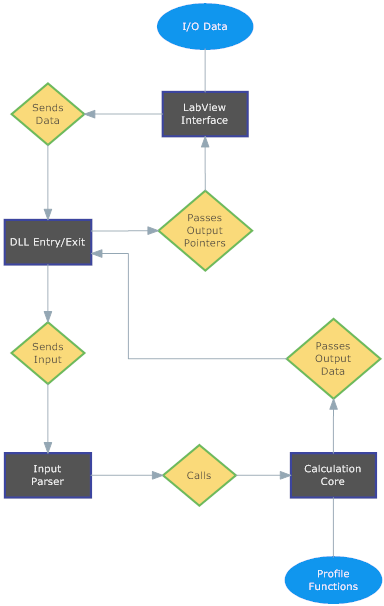 I/O Data
LabView
Interface
Sends
Data
Passes
Output
Pointers
DLL Entry/Exit
Sends
Input
Passes
Output
Data
Input
Parser
Calls
Calculation
Core
Profile
Functions